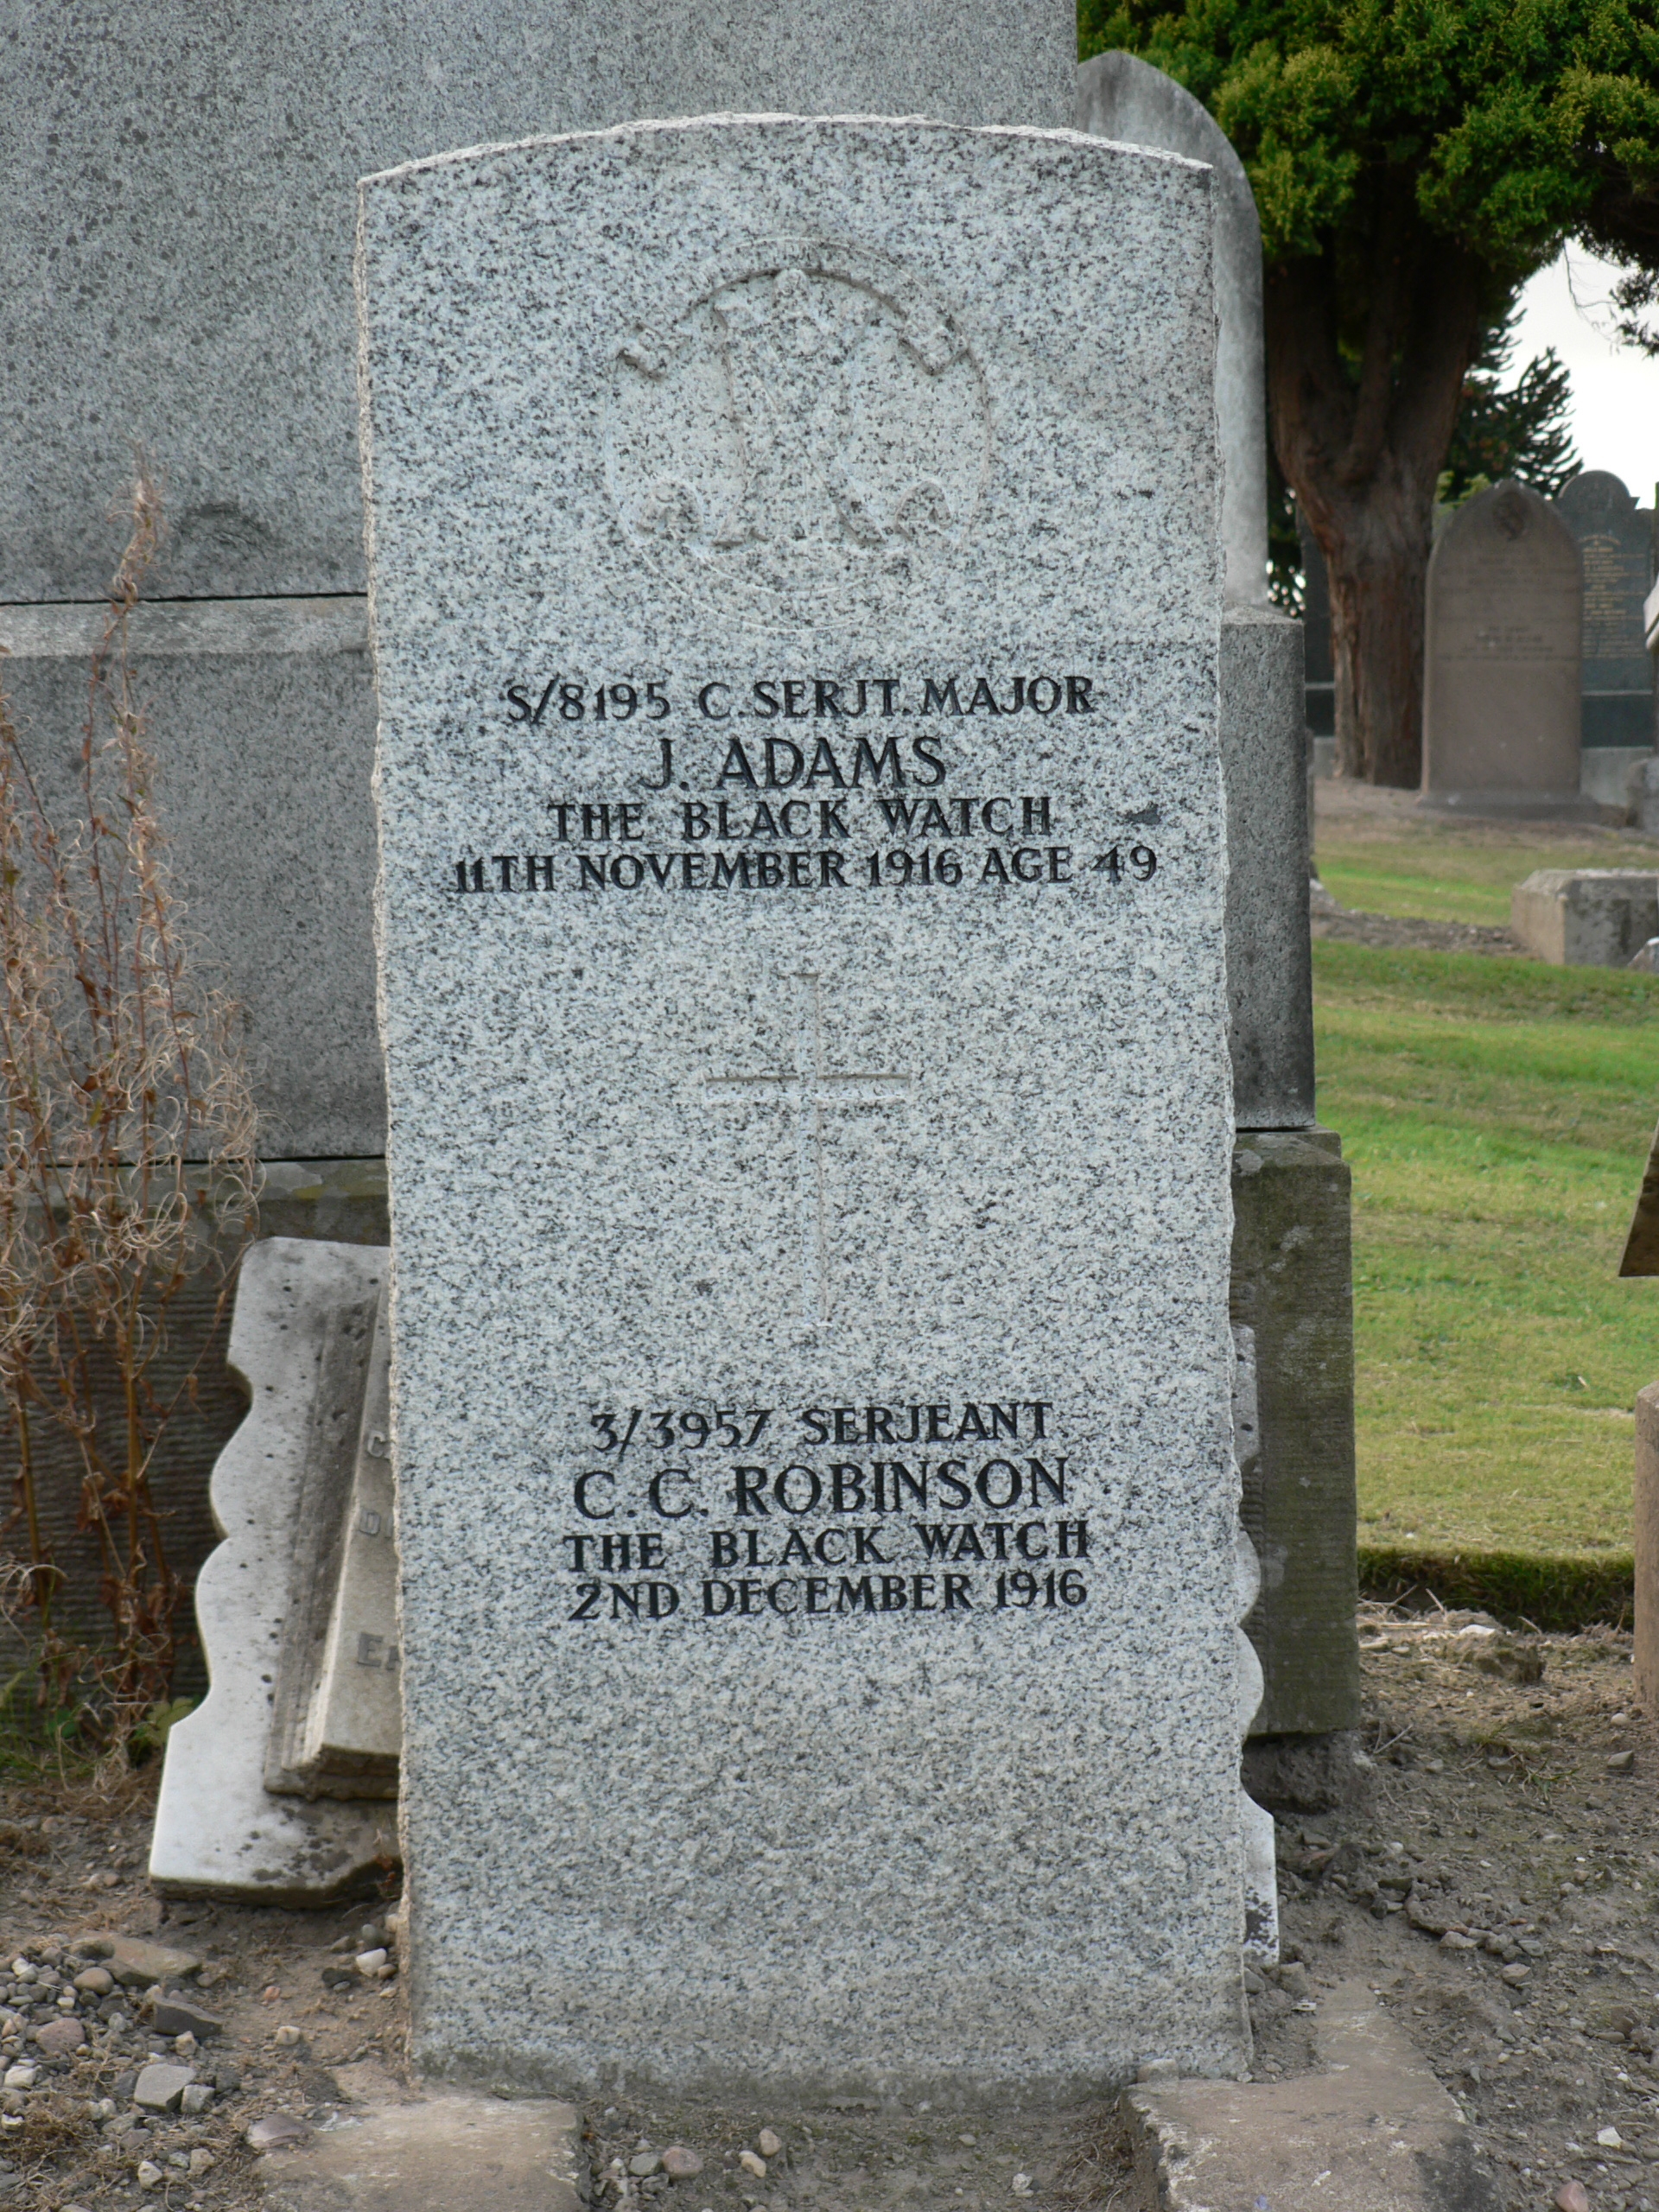 S/8195 C.SERJT.MAJOR
J. ADAMS
THE BLACK WATCH
11TH NOVEMBER 1916 AGE 49
3/3957 SERJEANT
C.C. ROBINSON
THE BLACK WATCH
2ND DECEMBER 1916